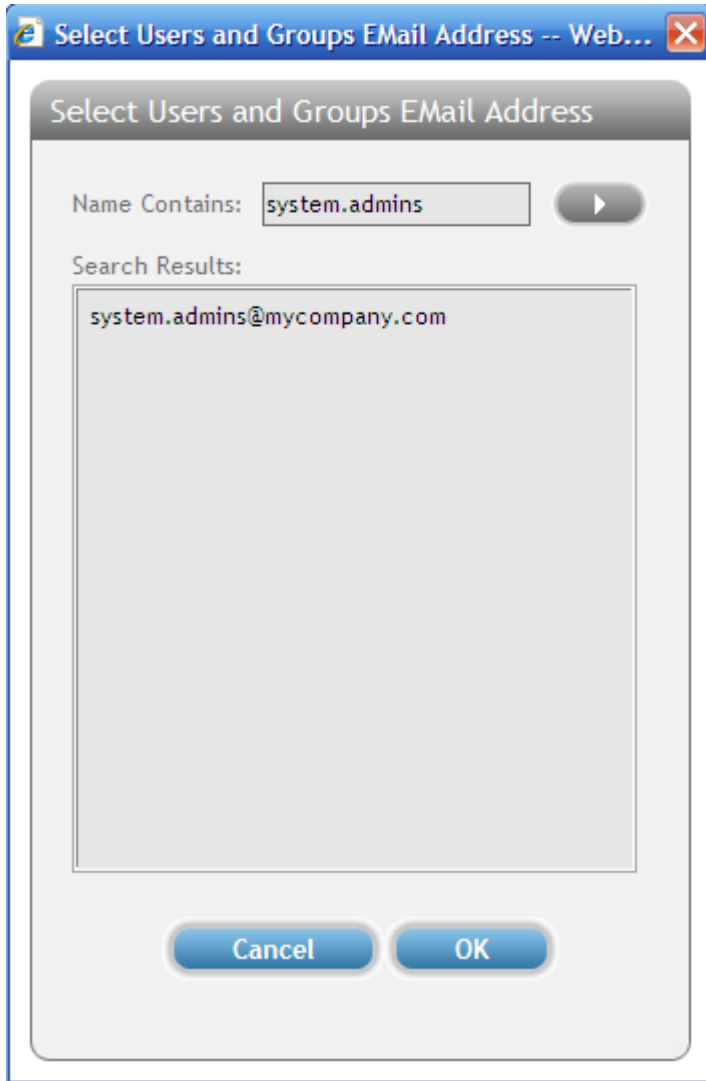 Select Users and Groups EMail Address -- Web...
Select Users and Groups EMail Address
Name Contains: system.admins
Search Results:
system.admins@mycompany.com
Cancel OK